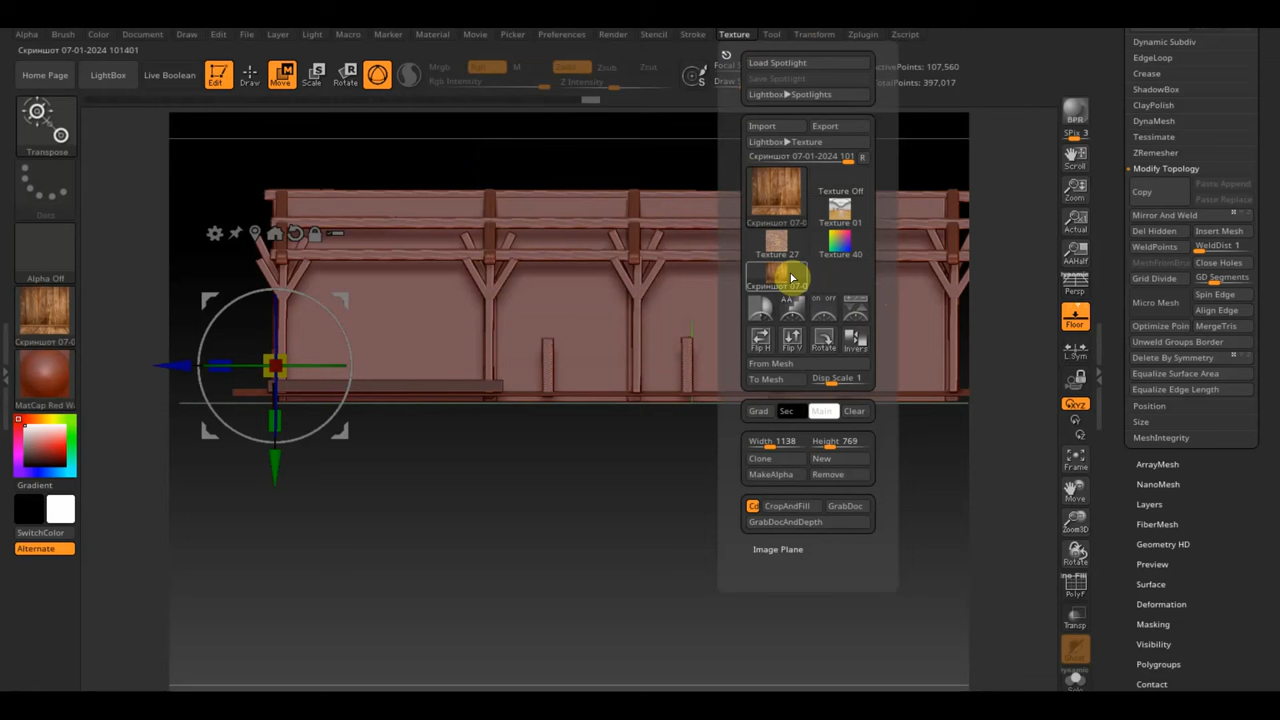 Alpha Brush Color Document Draw Edit File Layer Light Macro Marker Material Movie Picker Preferences Render Stencil Stroke Texture Tool Transform Zplugin Zscript
Скриншот 07-01-2024 101401
Home Page
LightBox
Live Boolean
Edit
Draw
Move
Scale
Rotate
Mrgb
Rgb
M
Rgb Intensity
Zadd
Zsub
Zcut
Z Intensity
ActivePoints: 107,560
TotalPoints: 397,017
Transpose
Dots
Alpha Off
Скриншот 07-0
MatCap Red Wa
Gradient
SwitchColor
Alternate
Load Spotlight
Save Spotlight
Lightbox▶Spotlights
Import
Export
Lightbox▶Texture
Скриншот 07-01-2024 101
R
Скриншот 07-0
Texture Off
Texture 01
Texture 27
Texture 40
Скриншот 07-0
on off
Flip H
Flip V
Rotate
Invers
From Mesh
To Mesh
Disp Scale 1
Grad
Sec
Main
Clear
Width 1138
Height 769
Clone
New
MakeAlpha
Remove
CropAndFill
GrabDoc
GrabDocAndDepth
Image Plane
BPR
SPix 3
Scroll
Zoom
Actual
AAHalf
Dynamic
Persp
Floor
L.Sym
XYZ
Frame
Move
Zoom3D
Rotate
PolyF
Transp
Ghost
Solo
Dynamic Subdiv
EdgeLoop
Crease
ShadowBox
ClayPolish
DynaMesh
Tessimate
ZRemesher
Modify Topology
Copy
Paste Append
Paste Replace
Mirror And Weld
Del Hidden
Insert Mesh
WeldPoints
WeldDist 1
MeshFromBrush
Close Holes
Grid Divide
GD Segments
Micro Mesh
Spin Edge
Align Edge
Optimize Poin
MergeTris
Unweld Groups Border
Delete By Symmetry
Equalize Surface Area
Equalize Edge Length
Position
Size
MeshIntegrity
ArrayMesh
NanoMesh
Layers
FiberMesh
Geometry HD
Preview
Surface
Deformation
Masking
Visibility
Polygroups
Contact